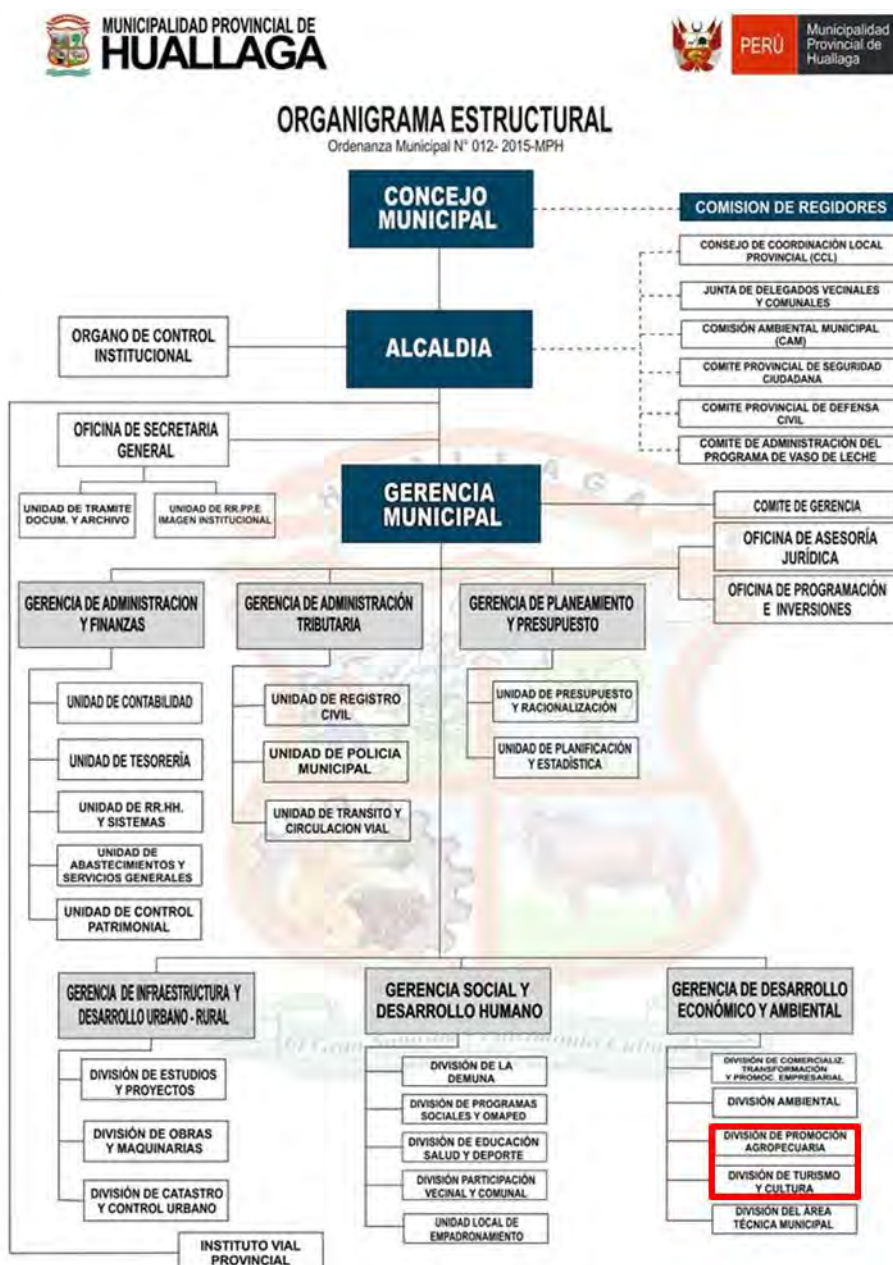 MUNICIPALIDAD PROVINCIAL DE
HUALLAGA
PERÚ
Municipalidad
Provincial de
Huallaga
ORGANIGRAMA ESTRUCTURAL
Ordenanza Municipal N° 012- 2015-MPH
CONCEJO
MUNICIPAL
COMISION DE REGIDORES
CONSEJO DE COORDINACIÓN LOCAL
PROVINCIAL (CCL)
JUNTA DE DELEGADOS VECINALES
Y COMUNALES
ORGANO DE CONTROL
INSTITUCIONAL
ALCALDIA
COMISIÓN AMBIENTAL MUNICIPAL
(CAM)
COMITE PROVINCIAL DE SEGURIDAD
CIUDADANA
COMITE PROVINCIAL DE DEFENSA
CIVIL
COMITE DE ADMINISTRACIÓN DEL
PROGRAMA DE VASO DE LECHE
OFICINA DE SECRETARIA
GENERAL
UNIDAD DE TRAMITE
DOCUM. Y ARCHIVO
UNIDAD DE RR.PP.E
IMAGEN INSTITUCIONAL
GERENCIA
MUNICIPAL
COMITE DE GERENCIA
OFICINA DE ASESORÍA
JURÍDICA
OFICINA DE PROGRAMACIÓN
E INVERSIONES
GERENCIA DE ADMINISTRACION
Y FINANZAS
GERENCIA DE ADMINISTRACIÓN
TRIBUTARIA
GERENCIA DE PLANEAMIENTO
Y PRESUPUESTO
UNIDAD DE CONTABILIDAD
UNIDAD DE TESORERÍA
UNIDAD DE RR.HH.
Y SISTEMAS
UNIDAD DE
ABASTECIMIENTOS Y
SERVICIOS GENERALES
UNIDAD DE CONTROL
PATRIMONIAL
UNIDAD DE REGISTRO
CIVIL
UNIDAD DE POLICIA
MUNICIPAL
UNIDAD DE TRANSITO Y
CIRCULACION VIAL
UNIDAD DE PRESUPUESTO
Y RACIONALIZACIÓN
UNIDAD DE PLANIFICACIÓN
Y ESTADÍSTICA
GERENCIA DE INFRAESTRUCTURA Y
DESARROLLO URBANO - RURAL
GERENCIA SOCIAL Y
DESARROLLO HUMANO
GERENCIA DE DESARROLLO
ECONÓMICO Y AMBIENTAL
DIVISIÓN DE ESTUDIOS
Y PROYECTOS
DIVISIÓN DE OBRAS
Y MAQUINARIAS
DIVISIÓN DE CATASTRO
Y CONTROL URBANO
DIVISIÓN DE LA
DEMUNA
DIVISIÓN DE PROGRAMAS
SOCIALES Y OMAPED
DIVISIÓN DE EDUCACIÓN
SALUD Y DEPORTE
DIVISIÓN PARTICIPACIÓN
VECINAL Y COMUNAL
UNIDAD LOCAL DE
EMPADRONAMIENTO
DIVISIÓN DE COMERCIALIZ.
TRANSFORMACIÓN
Y PROMOC. EMPRESARIAL
DIVISIÓN AMBIENTAL
DIVISIÓN DE PROMOCIÓN
AGROPECUARIA
DIVISIÓN DE TURISMO
Y CULTURA
DIVISIÓN DEL ÁREA
TÉCNICA MUNICIPAL
INSTITUTO VIAL
PROVINCIAL